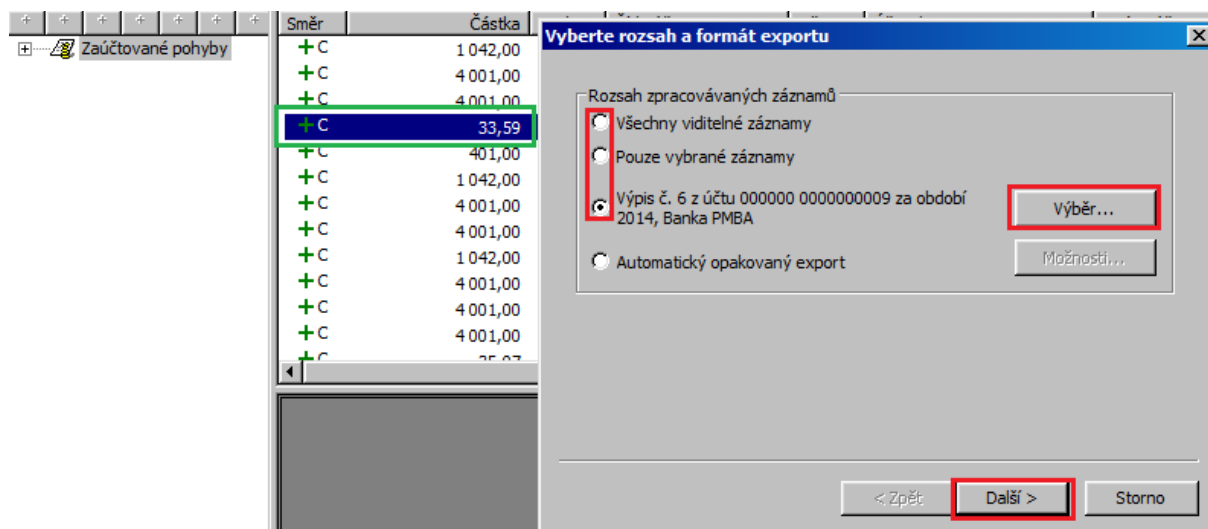 Směr Částka
Zaúčtované pohyby
+ C 1 042,00
+ C 4 001,00
+ C 4 001,00
+ C 33,59
+ C 401,00
+ C 1 042,00
+ C 4 001,00
+ C 4 001,00
+ C 1 042,00
+ C 4 001,00
+ C 4 001,00
+ C 4 001,00
Vyberte rozsah a formát exportu
Rozsah zpracovávaných záznamů
Všechny viditelné záznamy
Pouze vybrané záznamy
Výpis č. 6 z účtu 000000 0000000009 za období
2014, Banka PMBA
Výběr...
Automatický opakovaný export
Možnosti...
< Zpět
Další >
Storno